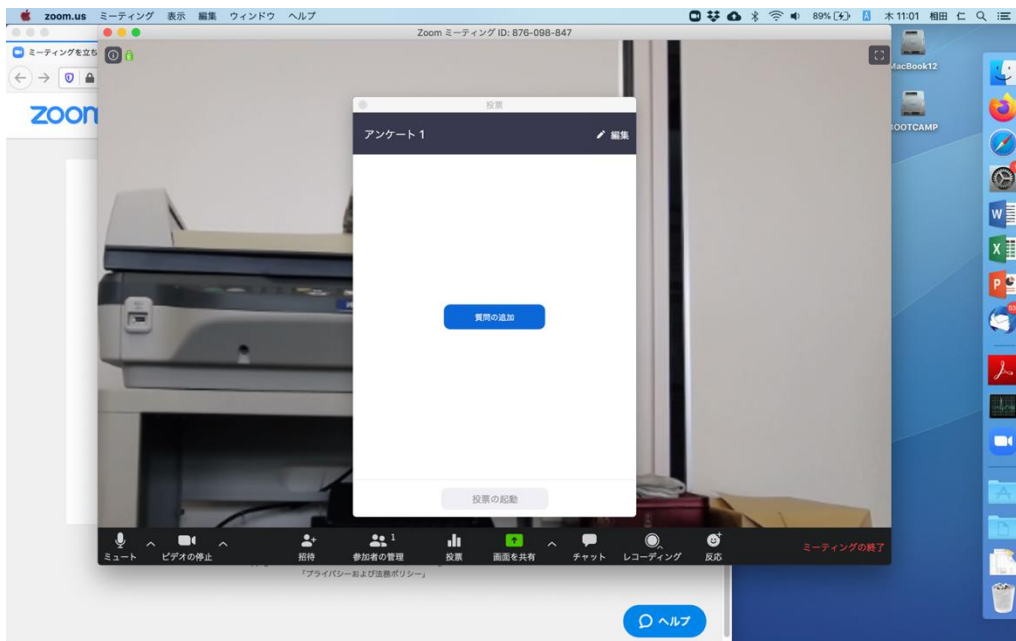 zoom.us ミーティング 表示 編集 ウィンドウ ヘルプ
89% 木 11:01 相田 仁
Zoom ミーティング ID: 876-098-847
ミーティングを立ち
MacBook12
zoom
BOOTCAMP
投票
アンケート 1
編集
質問の追加
投票の起動
ミュート ビデオの停止 招待 参加者の管理 1 投票 画面を共有 チャット レコーディング 反応 ミーティングの終了
「プライバシーおよび法務ポリシー」
ヘルプ